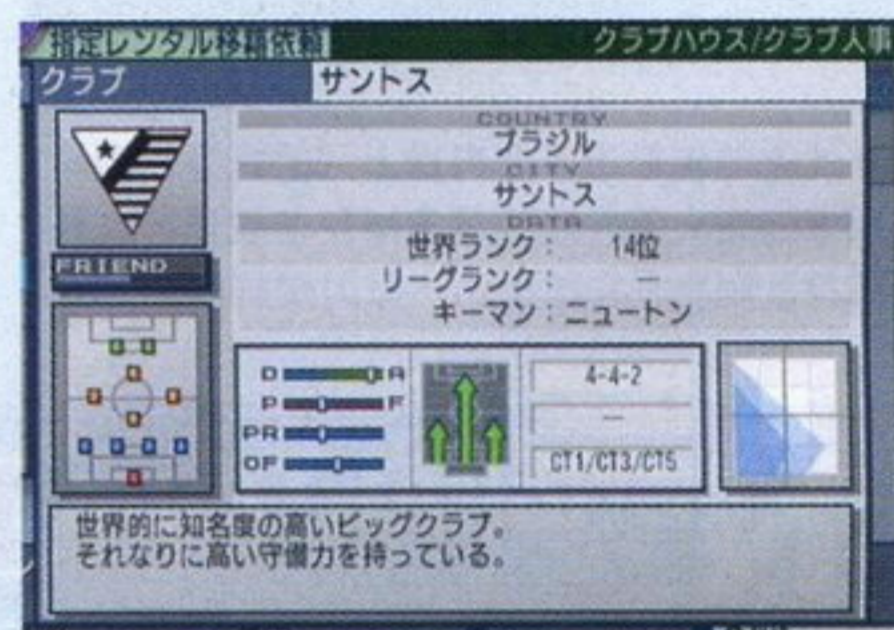 指定レンタル移籍依頼
クラブハウス/クラブ人事
クラブ サントス
COUNTRY
ブラジル
CITY
サントス
DATA
世界ランク： 14位
リーグランク： —
キーマン：ニュートン
FRIEND
D A
P F
PR
OF
4-4-2
—
CT1/CT3/CT5
世界的に知名度の高いビッグクラブ。
それなりに高い守備力を持っている。